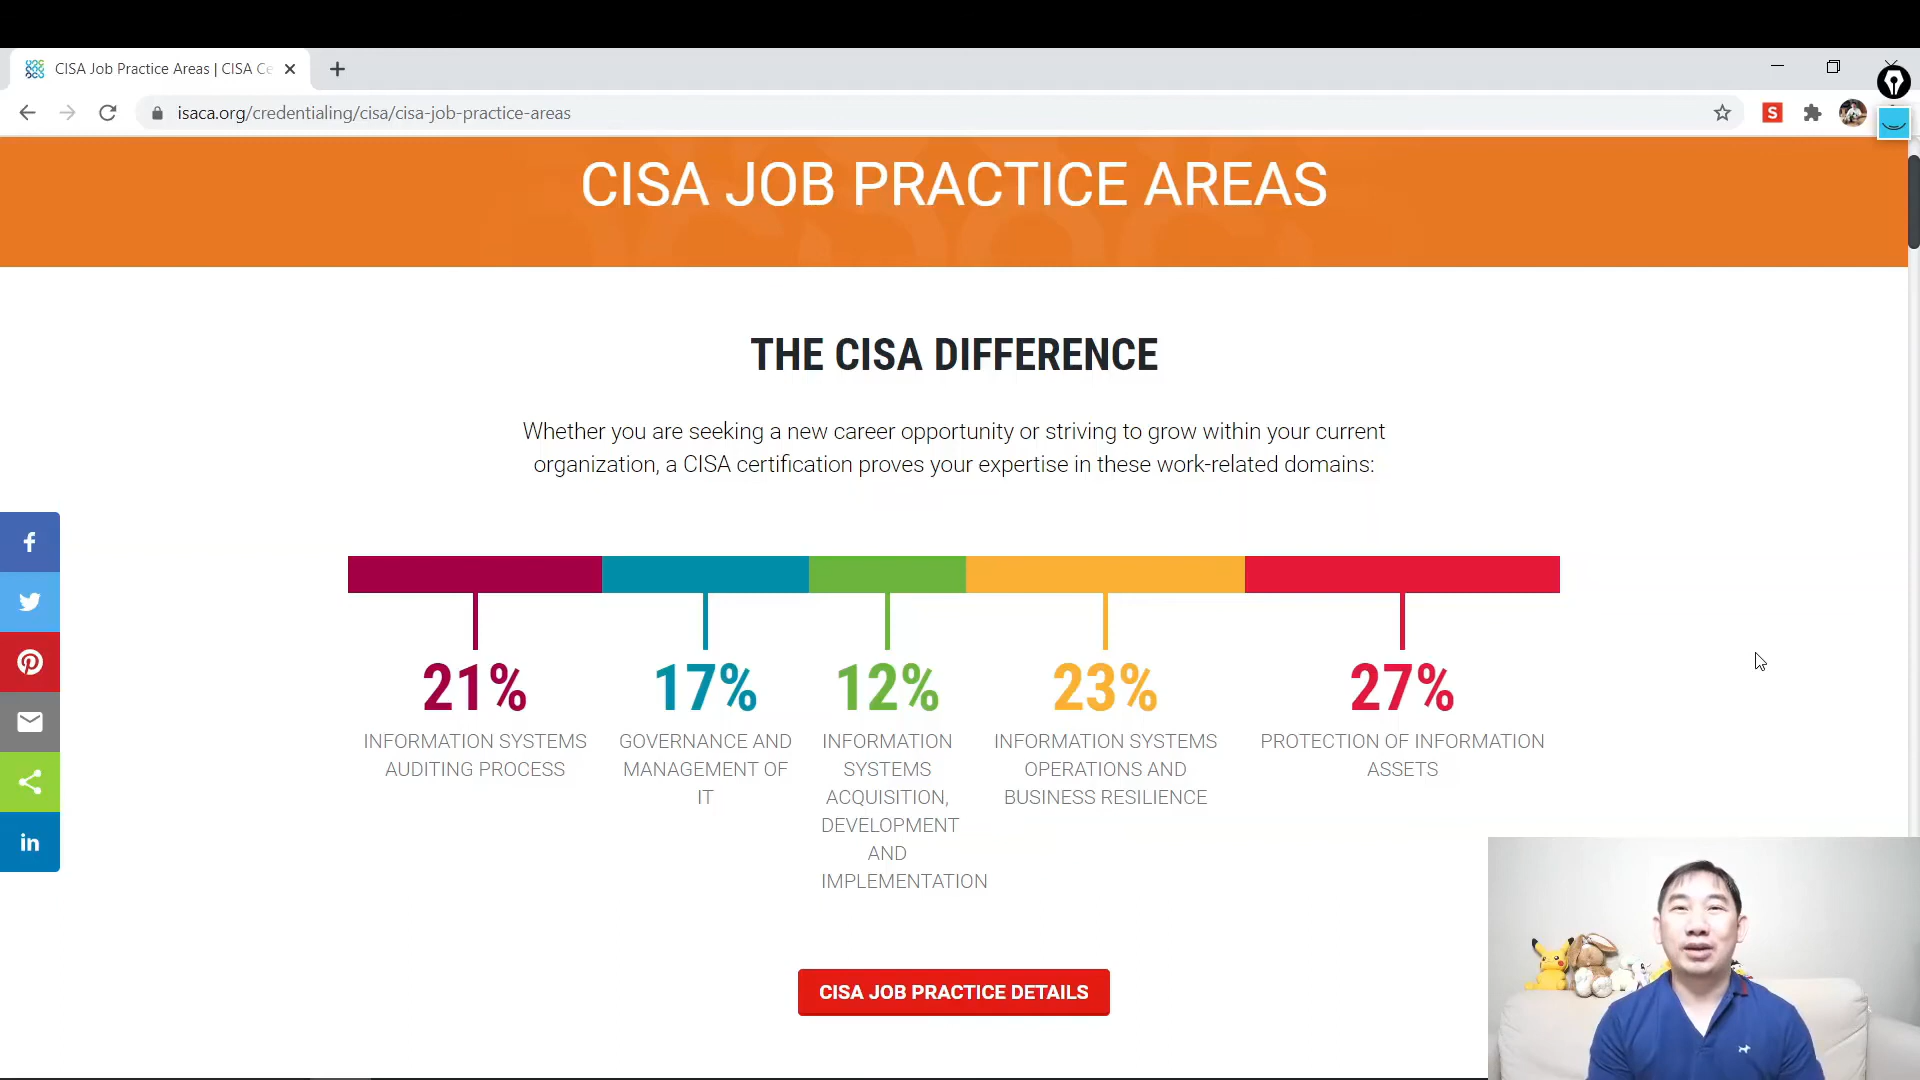 CISA Job Practice Areas | CISA Ce
isaca.org/credentialing/cisa/cisa-job-practice-areas
S
CISA JOB PRACTICE AREAS
THE CISA DIFFERENCE
Whether you are seeking a new career opportunity or striving to grow within your current
organization, a CISA certification proves your expertise in these work-related domains:
21%
INFORMATION SYSTEMS
AUDITING PROCESS
17%
GOVERNANCE AND
MANAGEMENT OF
IT
12%
INFORMATION
SYSTEMS
ACQUISITION,
DEVELOPMENT
AND
IMPLEMENTATION
23%
INFORMATION SYSTEMS
OPERATIONS AND
BUSINESS RESILIENCE
27%
PROTECTION OF INFORMATION
ASSETS
CISA JOB PRACTICE DETAILS
f
in